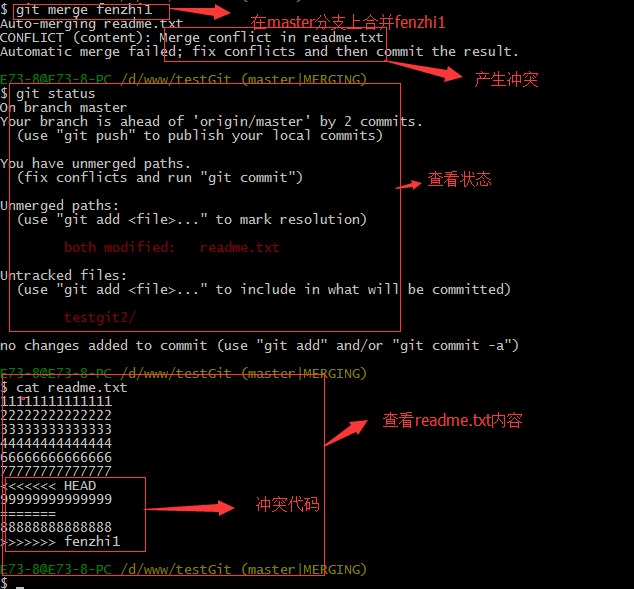 $ git merge fenzhi1
在master分支上合并fenzhi1
Auto-merging readme.txt
CONFLICT (content): Merge conflict in readme.txt
Automatic merge failed; fix conflicts and then commit the result.
产生冲突
E73-8@E73-8-PC /d/www/testGit (master|MERGING)
$ git status
On branch master
Your branch is ahead of 'origin/master' by 2 commits.
(use "git push" to publish your local commits)
You have unmerged paths.
(fix conflicts and run "git commit")
查看状态
Unmerged paths:
(use "git add <file>..." to mark resolution)
both modified: readme.txt
Untracked files:
(use "git add <file>..." to include in what will be committed)
testgit2/
no changes added to commit (use "git add" and/or "git commit -a")
E73-8@E73-8-PC /d/www/testGit (master|MERGING)
$ cat readme.txt
11111111111111
22222222222222
33333333333333
查看readme.txt内容
44444444444444
66666666666666
77777777777777
<<<<<<< HEAD
99999999999999
冲突代码
=======
88888888888888
>>>>>>> fenzhi1
E73-8@E73-8-PC /d/www/testGit (master|MERGING)
$